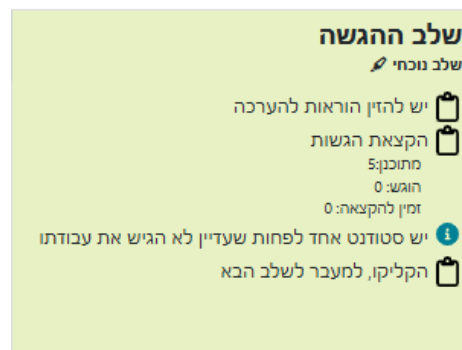 שלב ההגשה
שלב נוכחי
יש להזין הוראות להערכה
הקצאת הגשות
מתוכנן:5
הוגש: 0
זמין להקצאה: 0
יש סטודנט אחד לפחות שעדיין לא הגיש את עבודתו
הקליקו, למעבר לשלב הבא